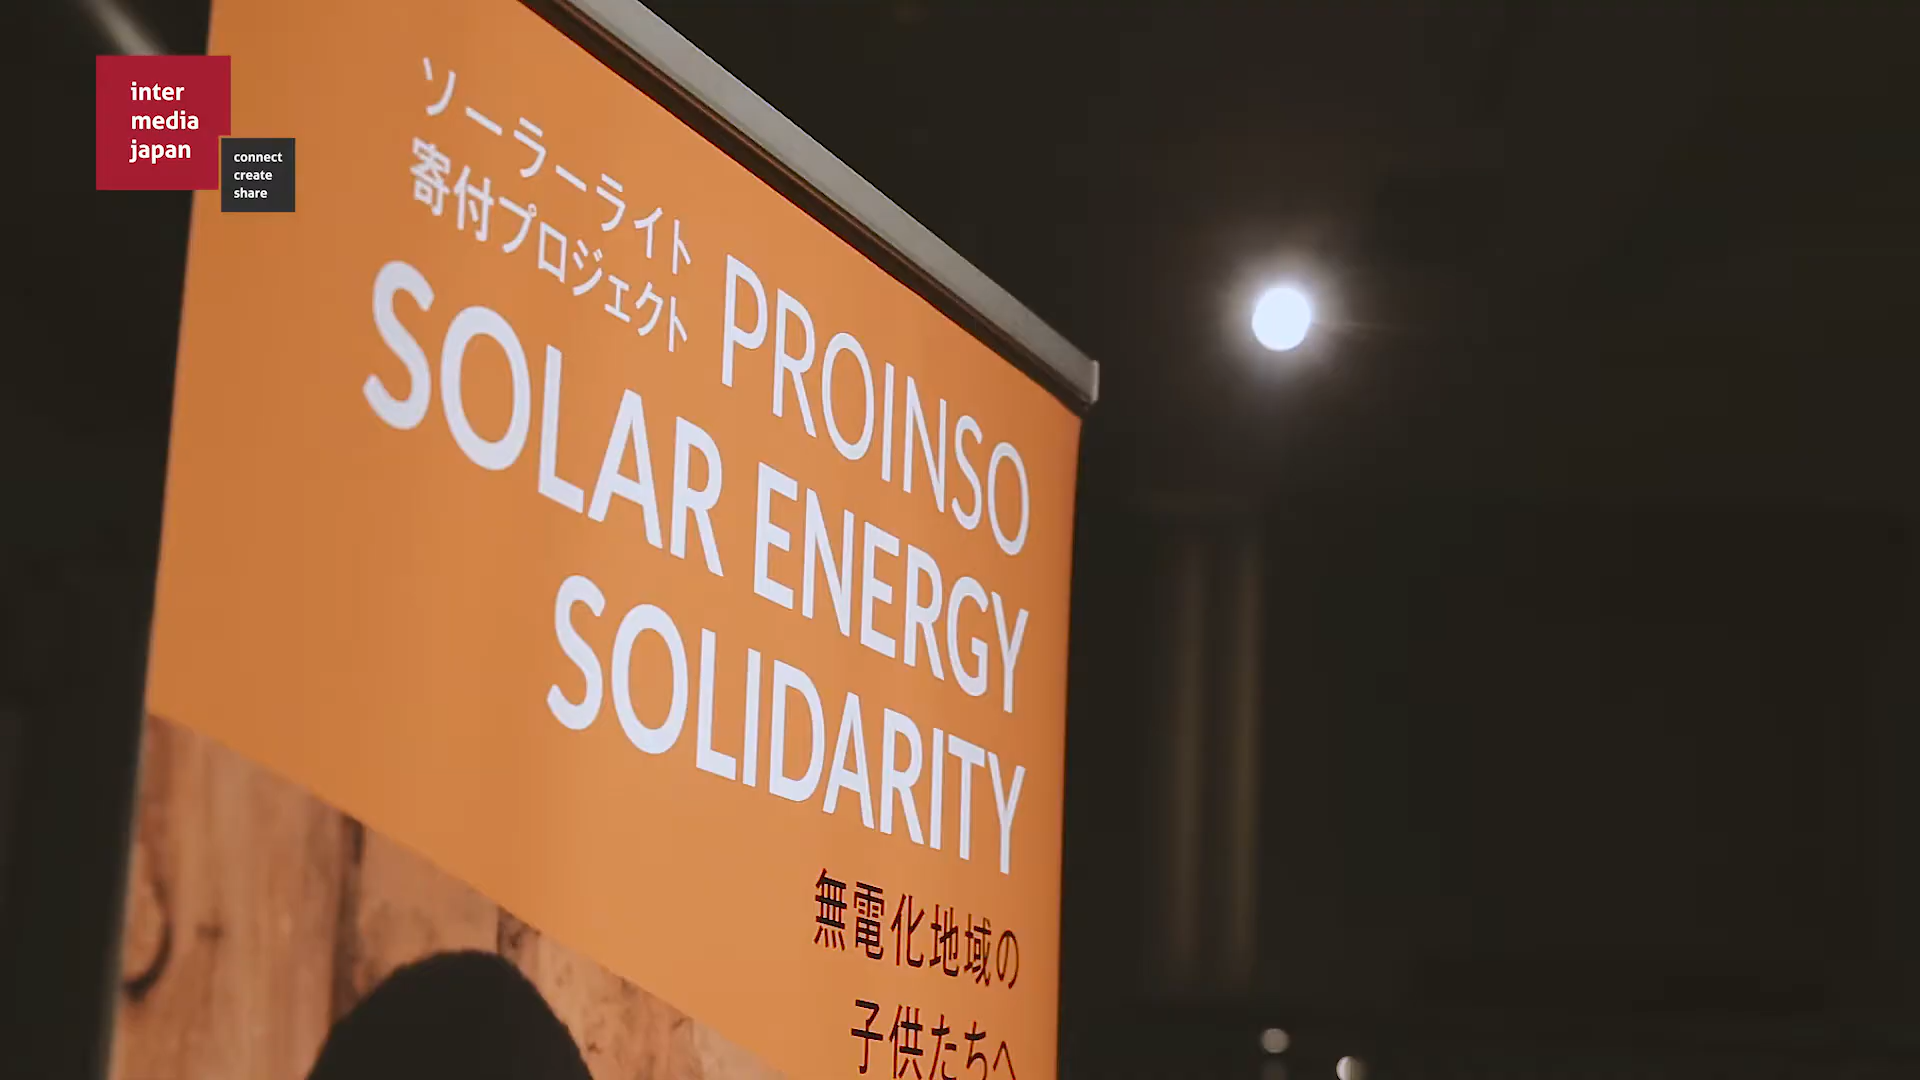 inter
media
japan
connect
create
share
ソーラーライト
寄付プロジェクト
PROINSO
SOLAR ENERGY
SOLIDARITY
無電化地域の
子供たちへ